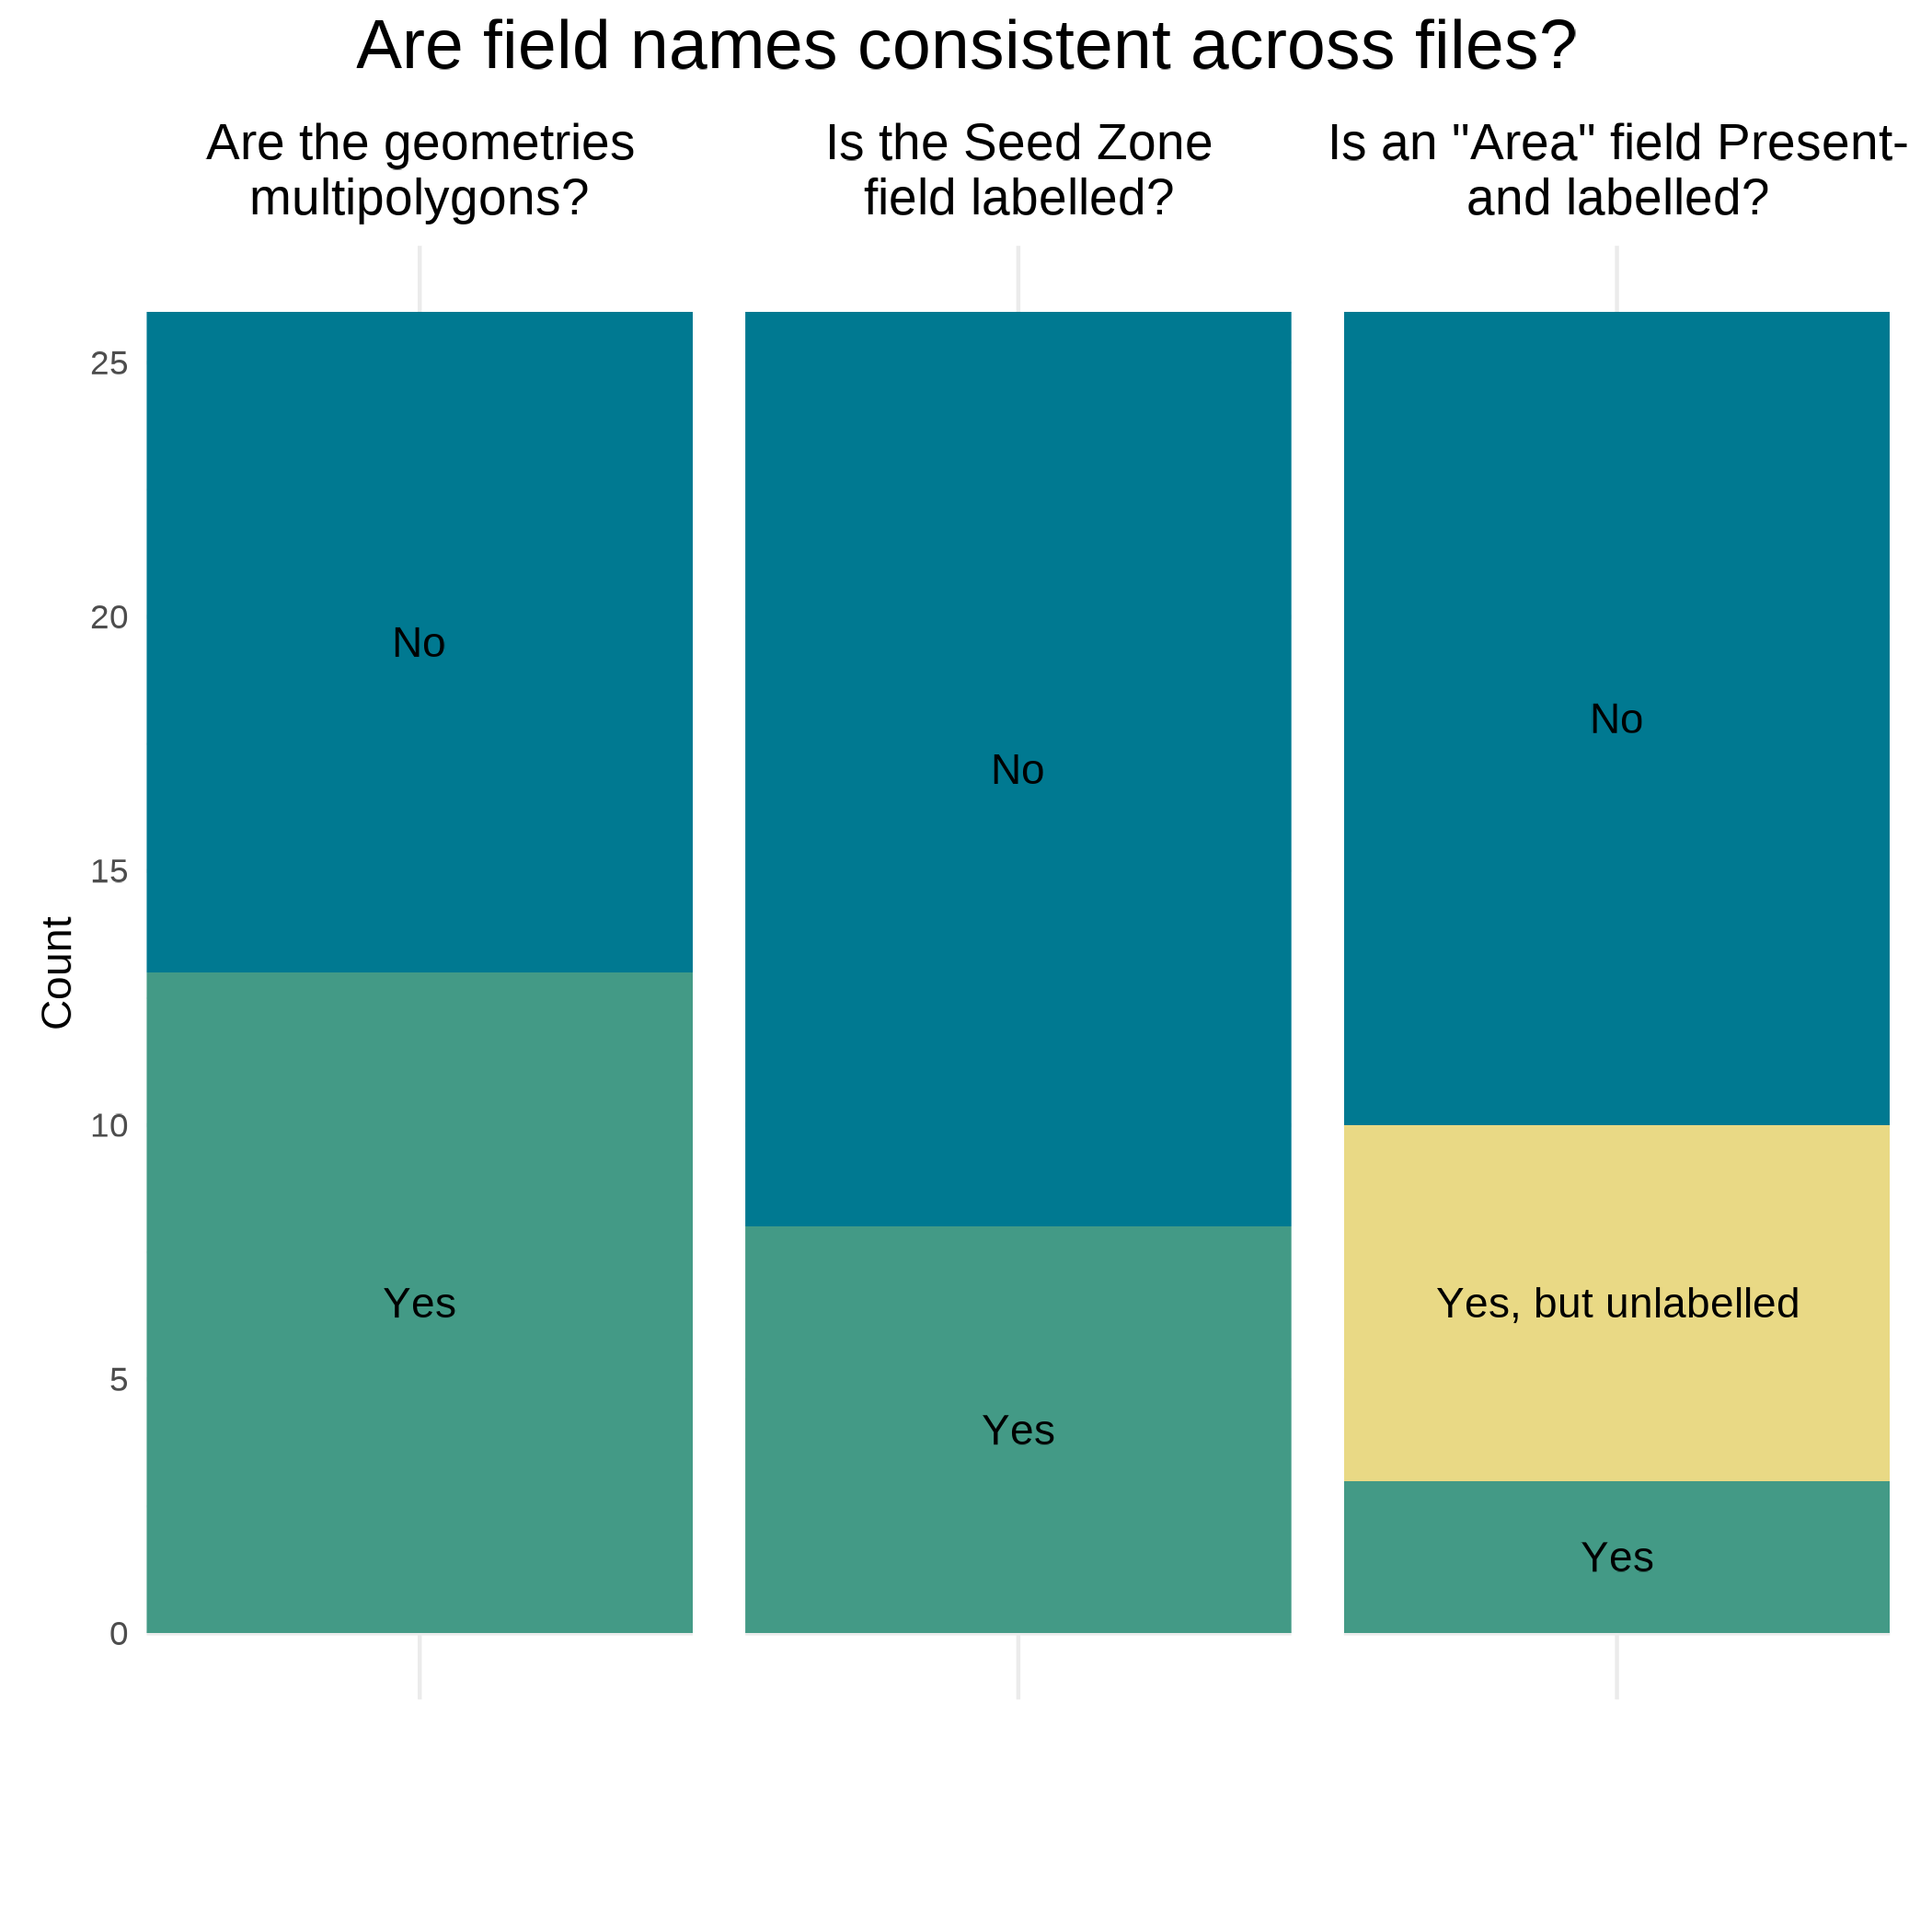 Are field names consistent across files?
Are the geometries
multipolygons?
Is the Seed Zone
field labelled?
Is an "Area" field Present-
and labelled?
25
20
15
10
5
0
Count
No
Yes
No
Yes
No
Yes, but unlabelled
Yes